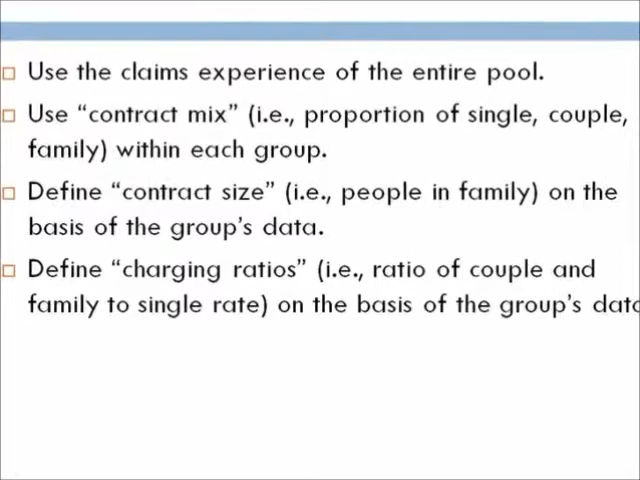 Use the claims experience of the entire pool.
Use “contract mix” (i.e., proportion of single, couple,
family) within each group.
Define “contract size” (i.e., people in family) on the
basis of the group’s data.
Define “charging ratios” (i.e., ratio of couple and
family to single rate) on the basis of the group’s